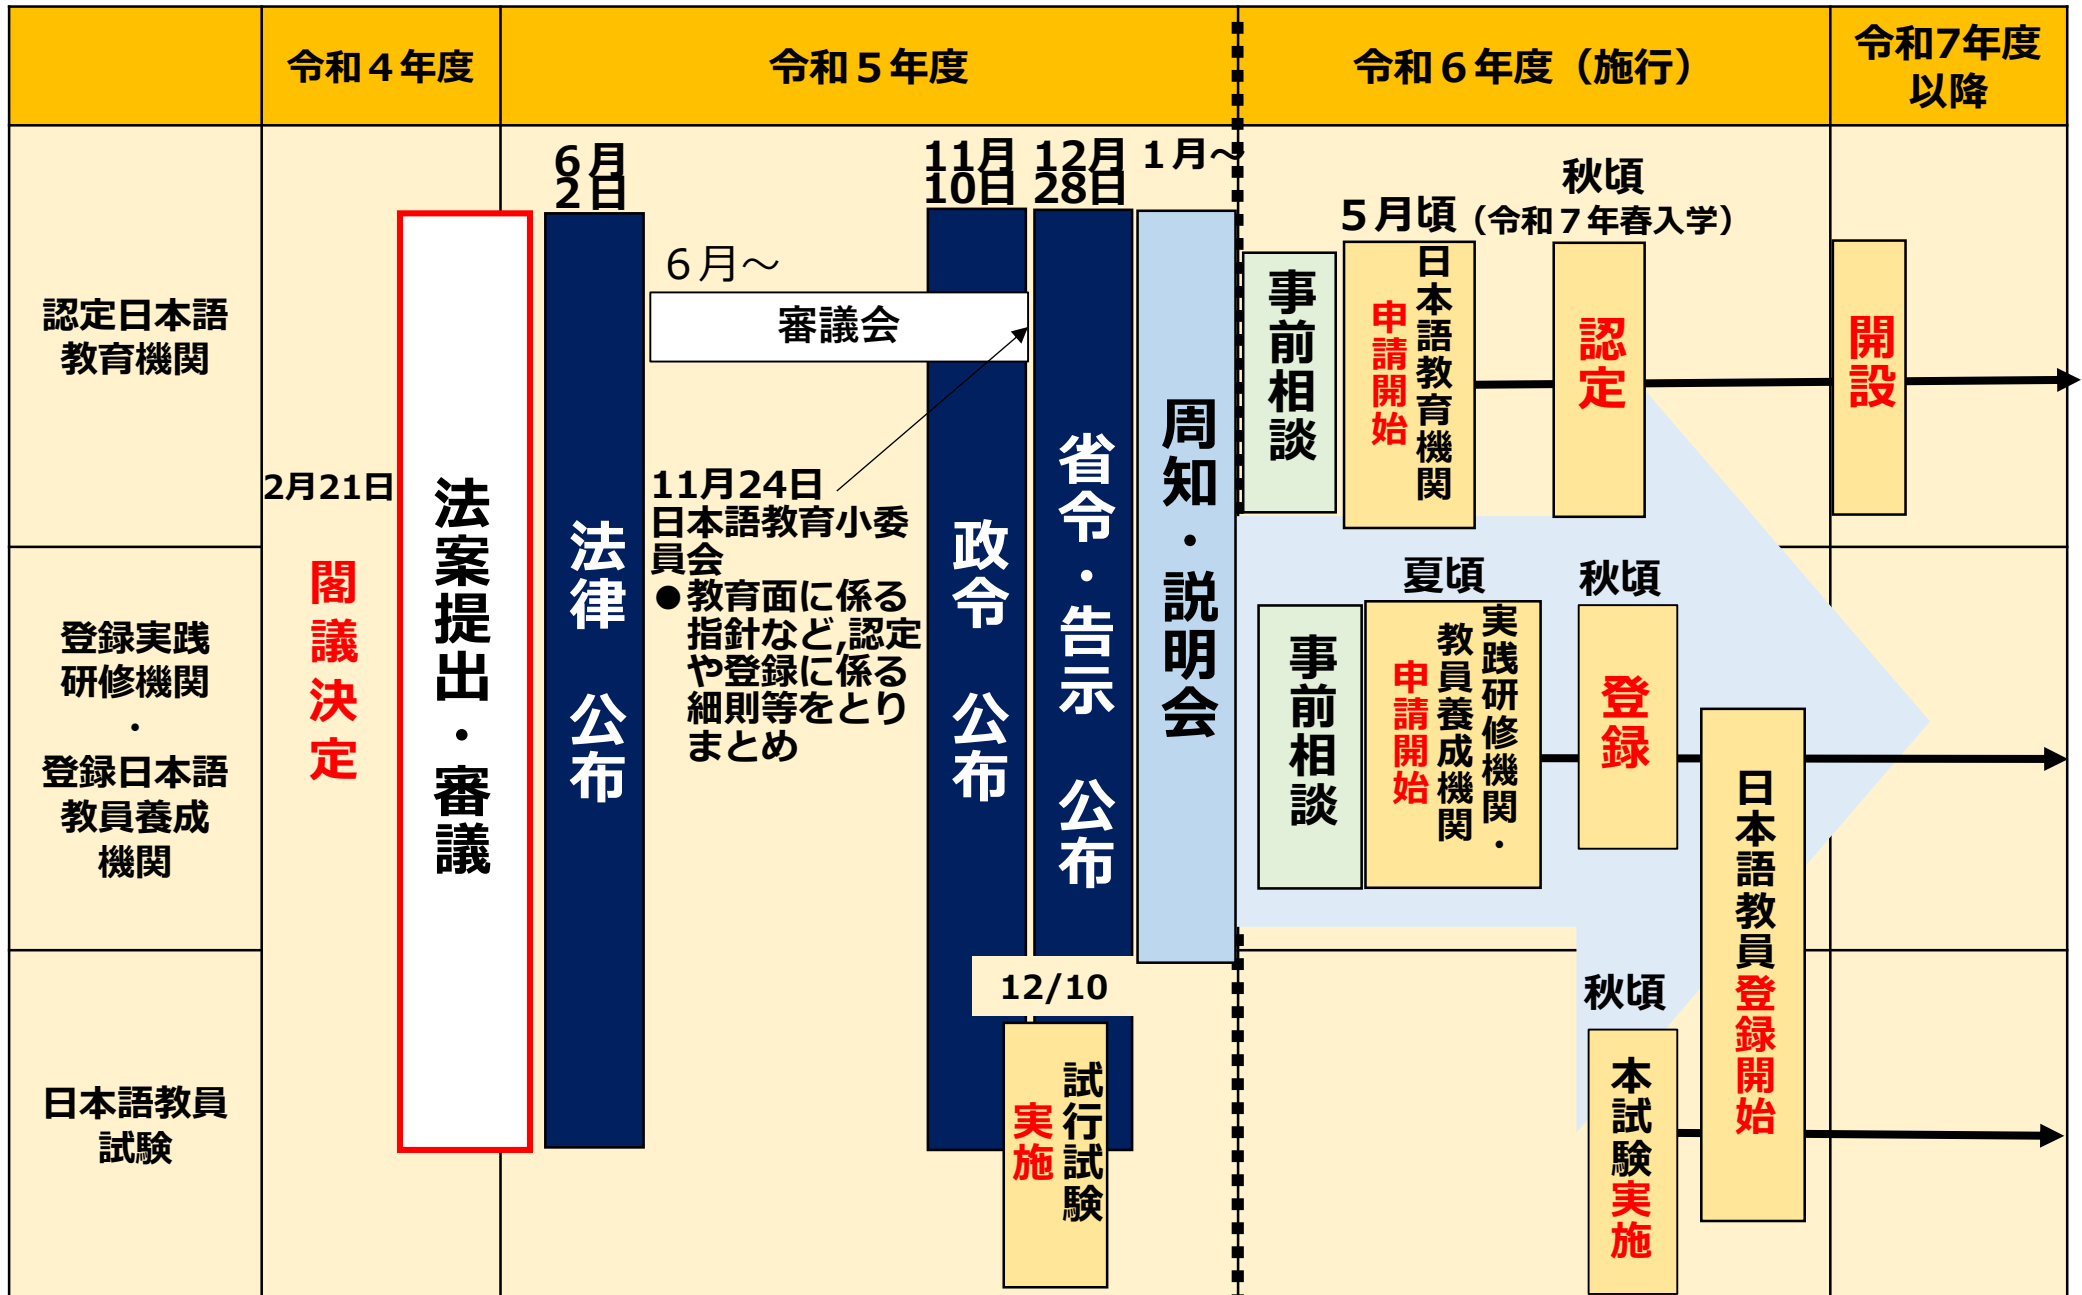 令和４年度
令和５年度
令和６年度（施行）
令和7年度
以降
認定日本語
教育機関
登録実践
研修機関
・
登録日本語
教員養成
機関
日本語教員
試験
2月21日
閣議決定
法案提出・審議
６月
２日
法律　公布
６月～
審議会
11月24日
日本語教育小委
員会
●教育面に係る
指針など,認定
や登録に係る
細則等をとり
まとめ
11月
10日
政令　公布
12月
28日
省令・告示　公布
１月～
周知・説明会
12/10
試行試験
実施
事前相談
５月頃
日本語教育機関
申請開始
秋頃
（令和７年春入学）
認定
開設
事前相談
夏頃
実践研修機関・
教員養成機関
申請開始
秋頃
登録
日本語教員登録開始
秋頃
本試験実施